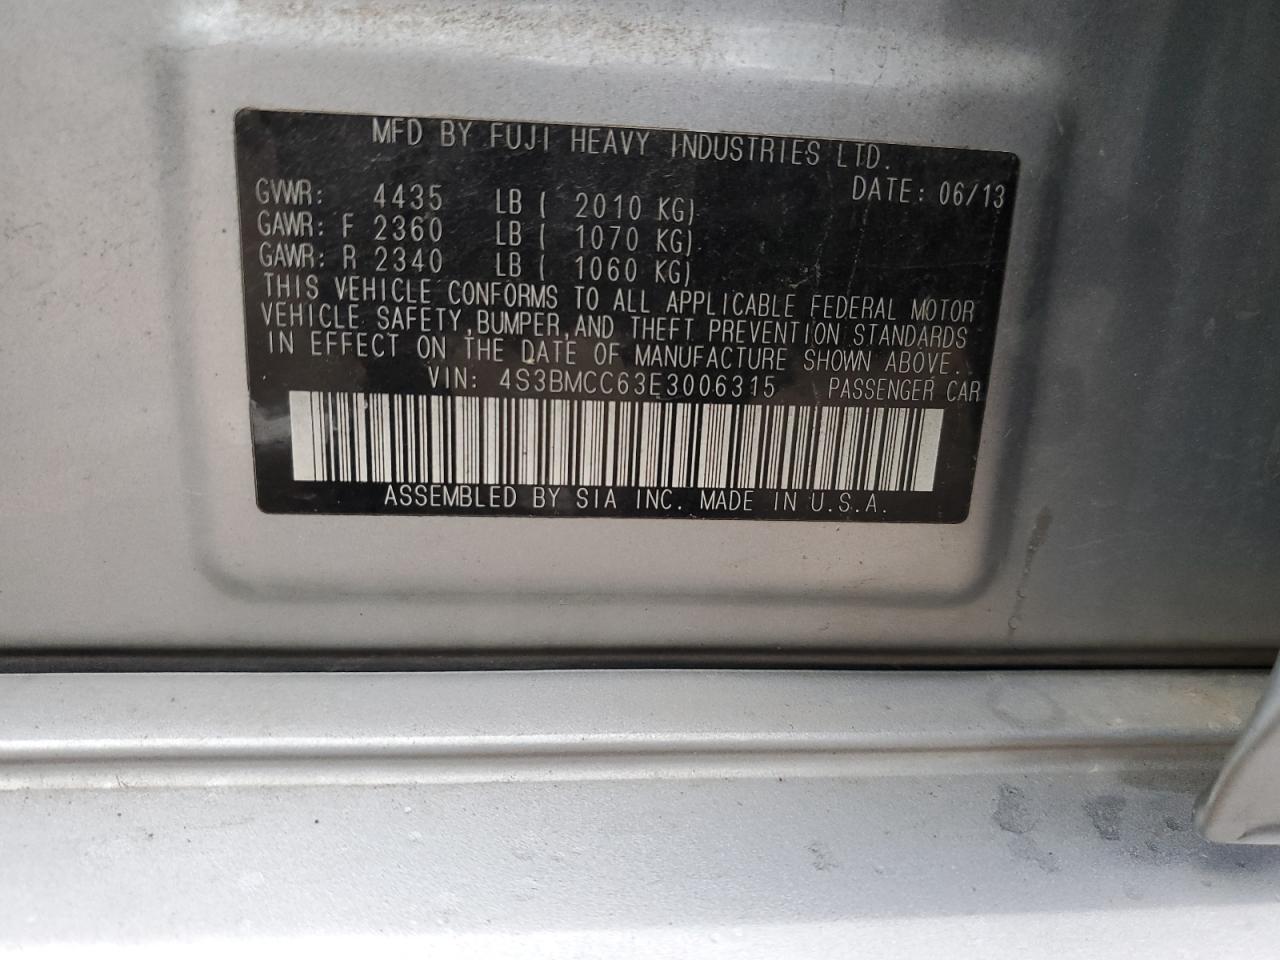 MFD BY FUJI HEAVY INDUSTRIES LTD.
DATE: 06/13
GVWR: 4435 LB ( 2010 KG)
GAWR: F 2360 LB ( 1070 KG)
GAWR: R 2340 LB ( 1060 KG)
THIS VEHICLE CONFORMS TO ALL APPLICABLE FEDERAL MOTOR
VEHICLE SAFETY, BUMPER, AND THEFT PREVENTION STANDARDS
IN EFFECT ON THE DATE OF MANUFACTURE SHOWN ABOVE.
VIN: 4S3BMCC63E3006315 PASSENGER CAR
ASSEMBLED BY SIA INC. MADE IN U.S.A.